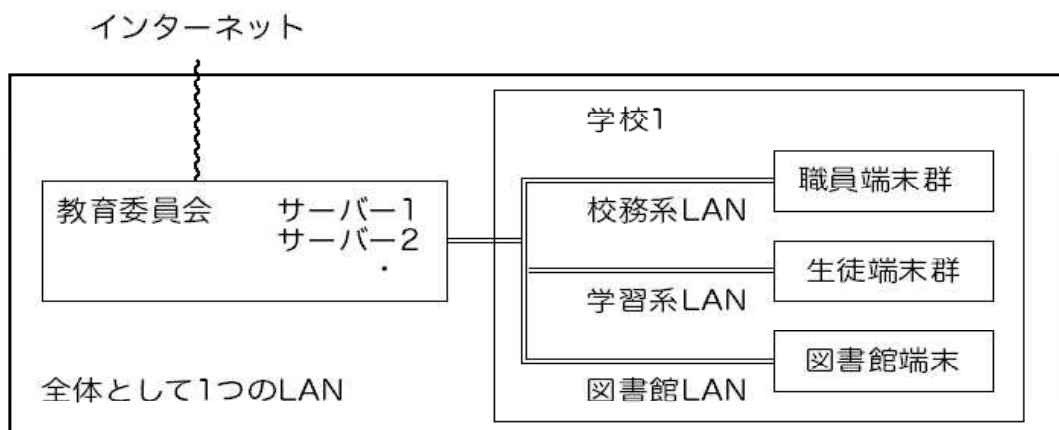 インターネット
学校1
職員端末群
教育委員会 サーバー1
サーバー2
・
校務系LAN
生徒端末群
学習系LAN
図書館端末
全体として1つのLAN
図書館LAN